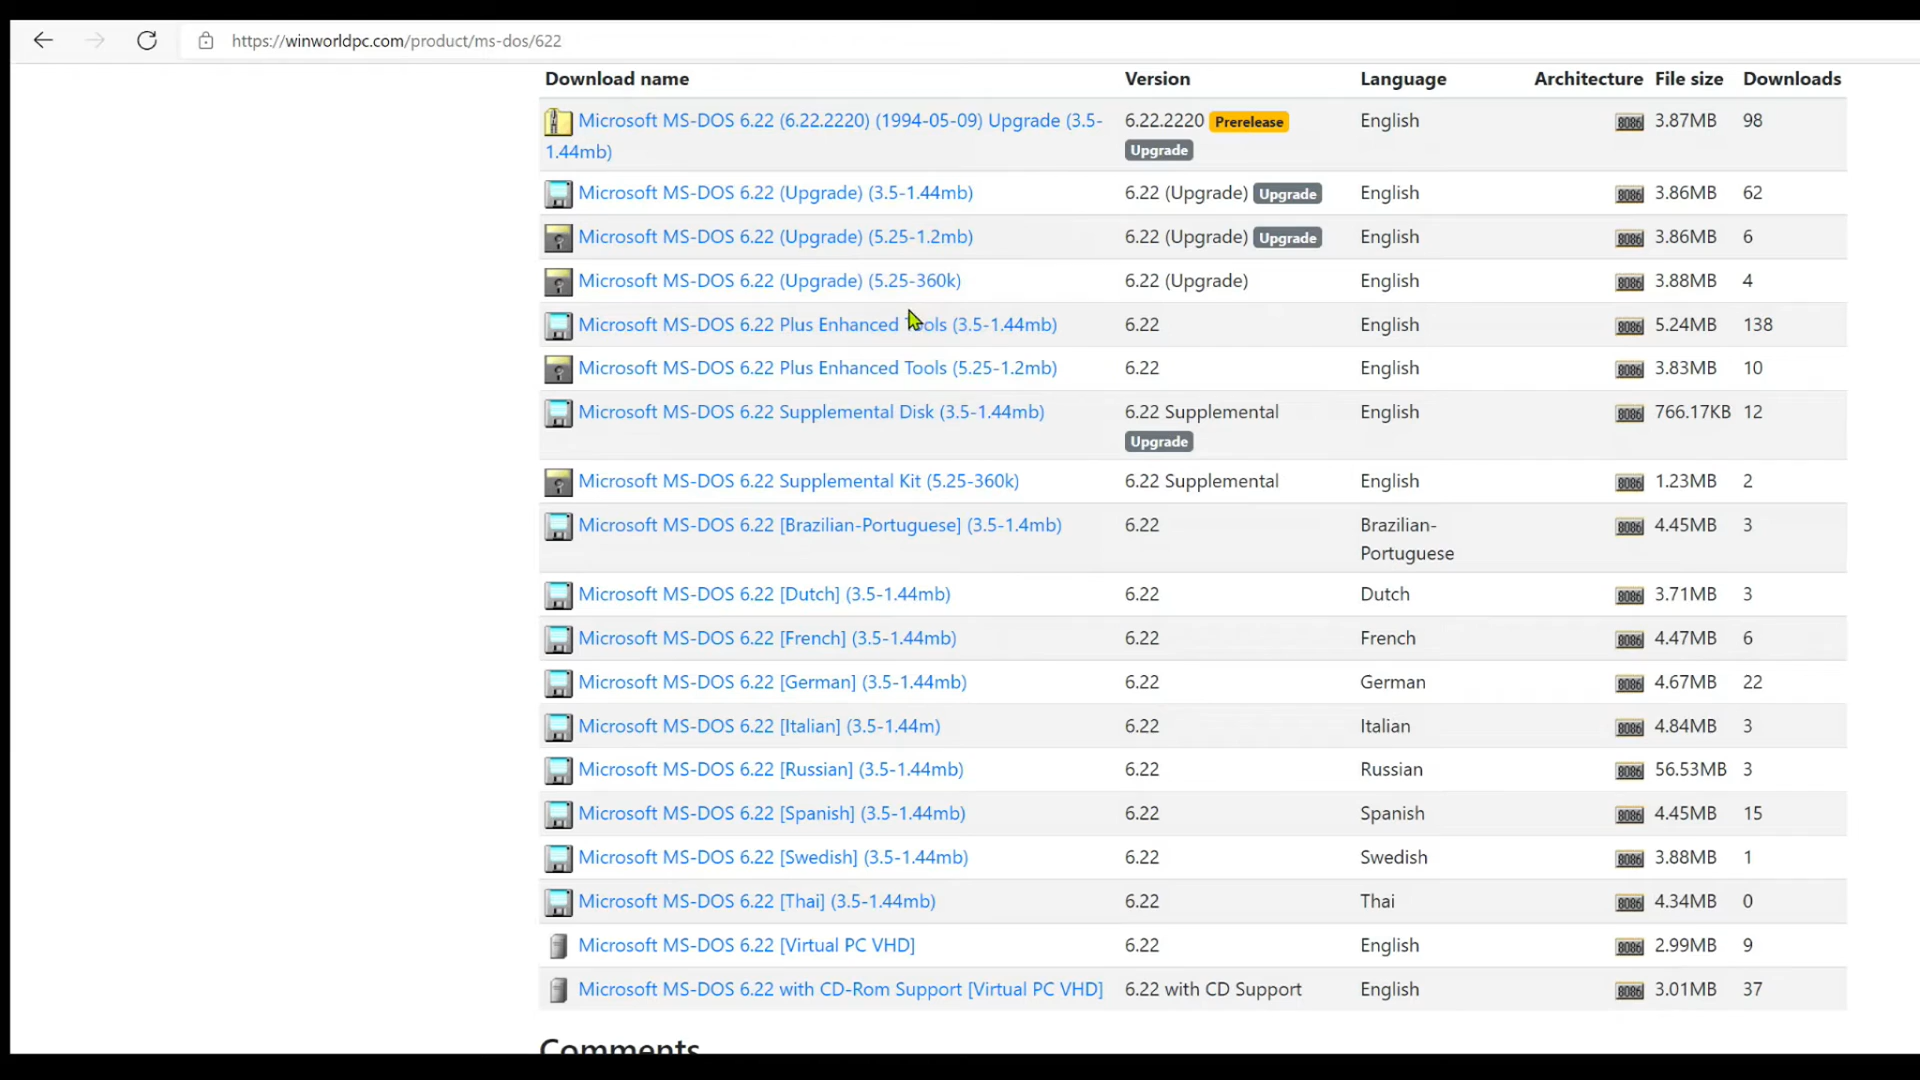 https://winworldpc.com/product/ms-dos/622
Download name Version Language Architecture File size Downloads
Microsoft MS-DOS 6.22 (6.22.2220) (1994-05-09) Upgrade (3.5- 6.22.2220 Prerelease English 8086 3.87MB 98
1.44mb) Upgrade
Microsoft MS-DOS 6.22 (Upgrade) (3.5-1.44mb) 6.22 (Upgrade) Upgrade English 8086 3.86MB 62
Microsoft MS-DOS 6.22 (Upgrade) (5.25-1.2mb) 6.22 (Upgrade) Upgrade English 8086 3.86MB 6
Microsoft MS-DOS 6.22 (Upgrade) (5.25-360k) 6.22 (Upgrade) English 8086 3.88MB 4
Microsoft MS-DOS 6.22 Plus Enhanced Tools (3.5-1.44mb) 6.22 English 8086 5.24MB 138
Microsoft MS-DOS 6.22 Plus Enhanced Tools (5.25-1.2mb) 6.22 English 8086 3.83MB 10
Microsoft MS-DOS 6.22 Supplemental Disk (3.5-1.44mb) 6.22 Supplemental English 8086 766.17KB 12
Upgrade
Microsoft MS-DOS 6.22 Supplemental Kit (5.25-360k) 6.22 Supplemental English 8086 1.23MB 2
Microsoft MS-DOS 6.22 [Brazilian-Portuguese] (3.5-1.4mb) 6.22 Brazilian- 8086 4.45MB 3
Portuguese
Microsoft MS-DOS 6.22 [Dutch] (3.5-1.44mb) 6.22 Dutch 8086 3.71MB 3
Microsoft MS-DOS 6.22 [French] (3.5-1.44mb) 6.22 French 8086 4.47MB 6
Microsoft MS-DOS 6.22 [German] (3.5-1.44mb) 6.22 German 8086 4.67MB 22
Microsoft MS-DOS 6.22 [Italian] (3.5-1.44m) 6.22 Italian 8086 4.84MB 3
Microsoft MS-DOS 6.22 [Russian] (3.5-1.44mb) 6.22 Russian 8086 56.53MB 3
Microsoft MS-DOS 6.22 [Spanish] (3.5-1.44mb) 6.22 Spanish 8086 4.45MB 15
Microsoft MS-DOS 6.22 [Swedish] (3.5-1.44mb) 6.22 Swedish 8086 3.88MB 1
Microsoft MS-DOS 6.22 [Thai] (3.5-1.44mb) 6.22 Thai 8086 4.34MB 0
Microsoft MS-DOS 6.22 [Virtual PC VHD] 6.22 English 8086 2.99MB 9
Microsoft MS-DOS 6.22 with CD-Rom Support [Virtual PC VHD] 6.22 with CD Support English 8086 3.01MB 37
Comments